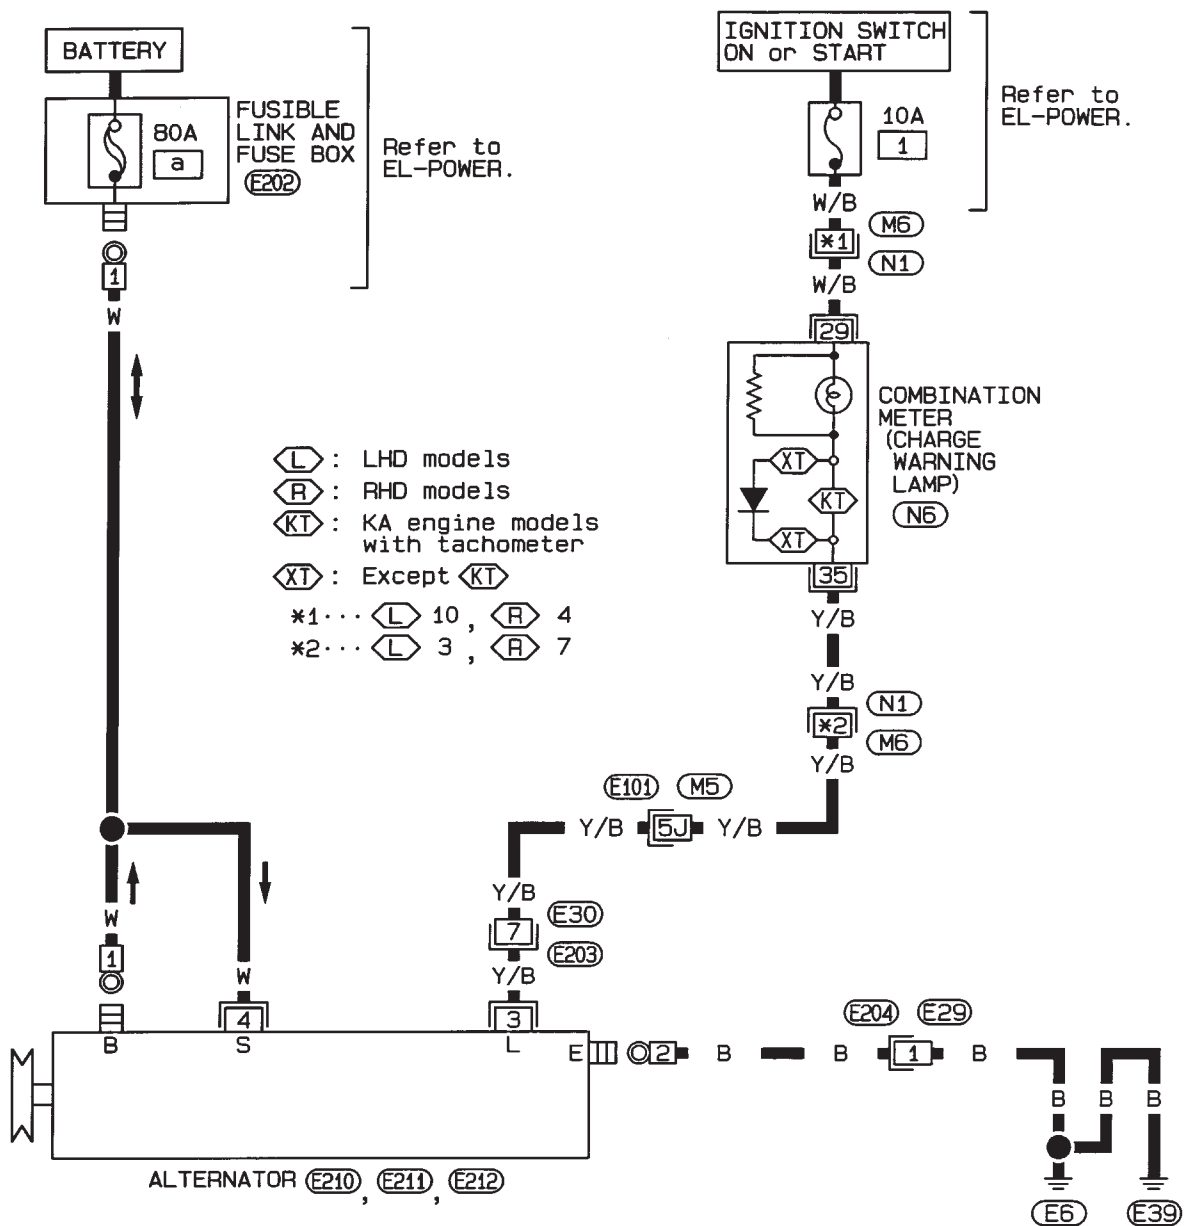 BATTERY
80A
a
FUSIBLE
LINK AND
FUSE BOX
E202
Refer to
EL-POWER.
1
W
IGNITION SWITCH
ON or START
10A
1
Refer to
EL-POWER.
W/B
M6
*1
N1
W/B
29
COMBINATION
METER
(CHARGE
WARNING
LAMP)
N6
XT
KT
XT
35
Y/B
Y/B
N1
*2
M6
Y/B
L : LHD models
R : RHD models
KT : KA engine models
with tachometer
XT : Except KT
*1··· L 10 , R 4
*2··· L 3 , R 7
E101 M5
Y/B 5J Y/B
Y/B
E30
7
E203
Y/B
W
1
W
4
3
B
S
L
E
2
B
B
E204 E29
1
B
B
B
B
E6
E39
ALTERNATOR E210 , E211 , E212